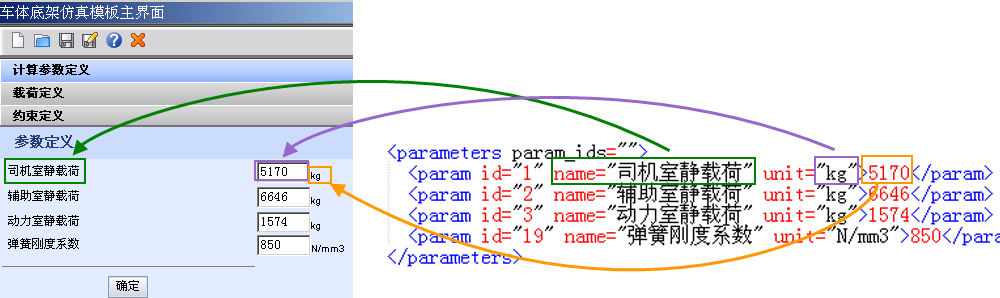 车体底架仿真模板主界面
计算参数定义
载荷定义
约束定义
参数定义
司机室静载荷 5170 kg
辅助室静载荷 6646 kg
动力室静载荷 1574 kg
弹簧刚度系数 850 N/mm3
确定
<parameters param_ids="">
<param id="1" name="司机室静载荷" unit="kg">5170</param>
<param id="2" name="辅助室静载荷" unit="kg">6646</param>
<param id="3" name="动力室静载荷" unit="kg">1574</param>
<param id="19" name="弹簧刚度系数" unit="N/mm3">850</para
</parameters>